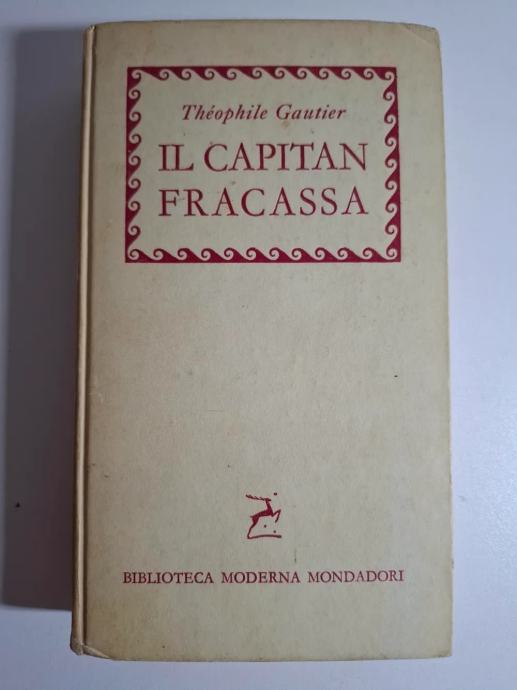 Théophile Gautier
IL CAPITAN
FRACASSA
BIBLIOTECA MODERNA MONDADORI